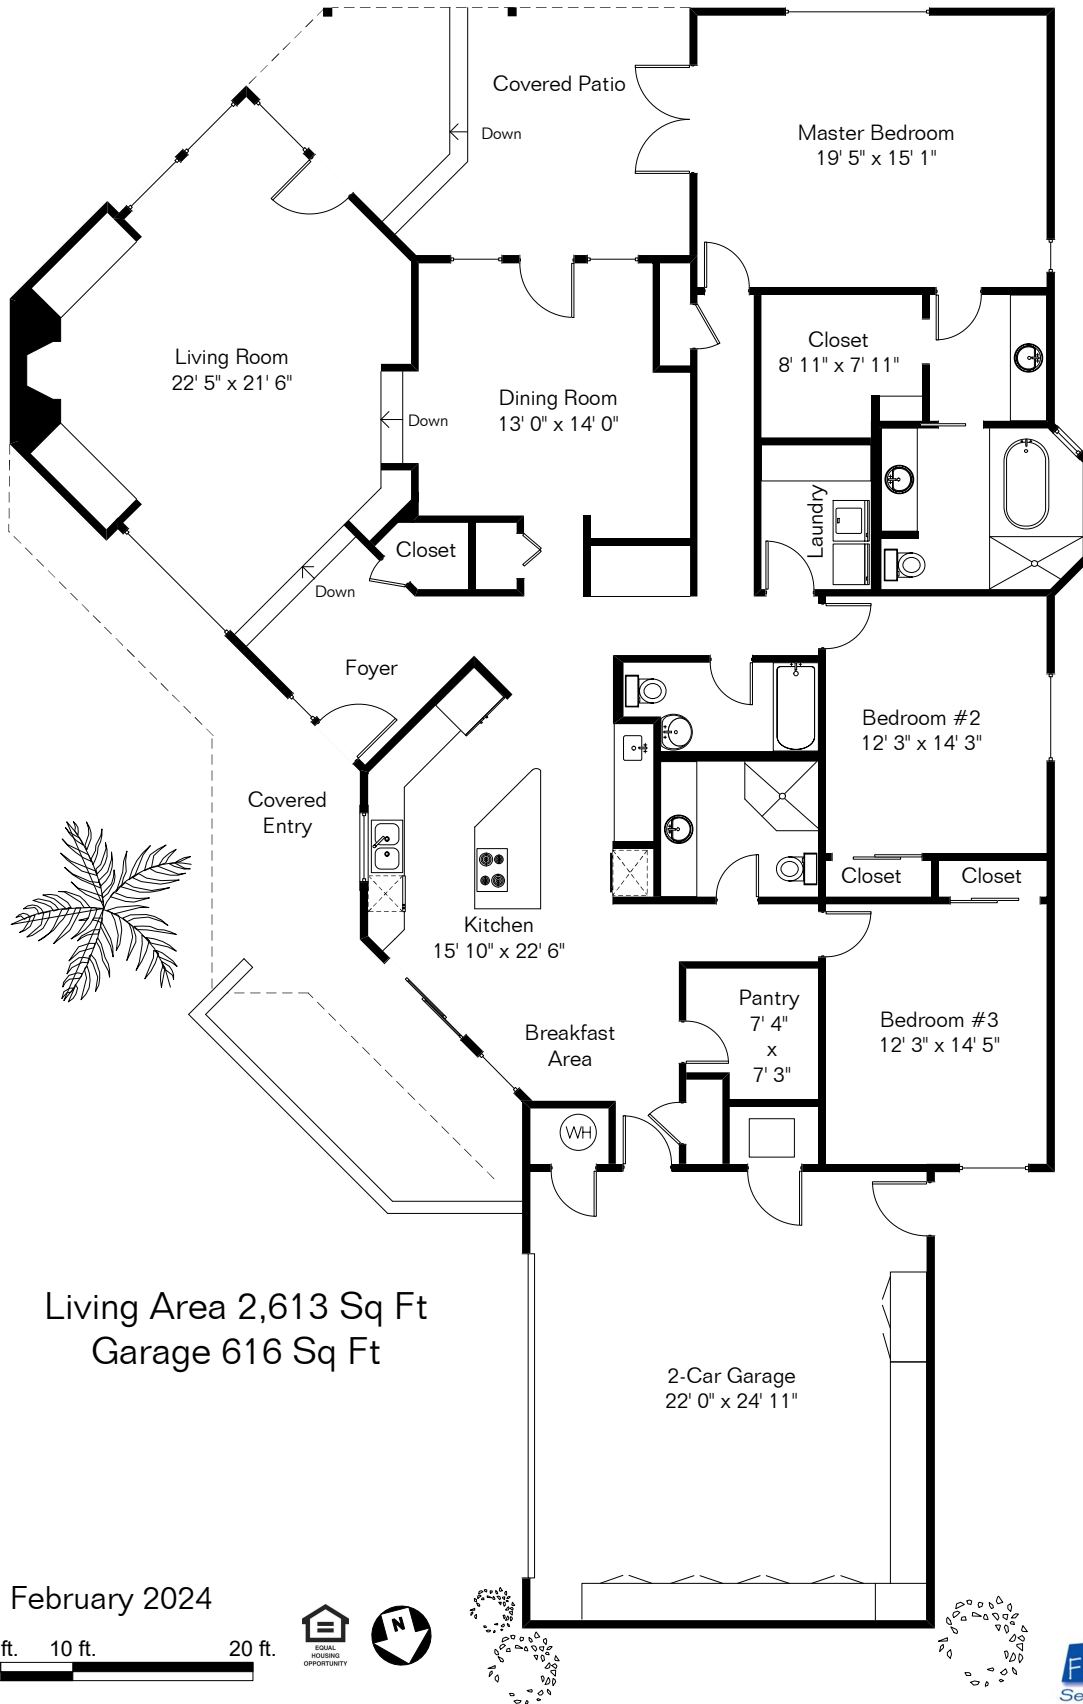 Covered Patio
Down
Master Bedroom
19' 5" x 15' 1"
Living Room
22' 5" x 21' 6"
Down
Dining Room
13' 0" x 14' 0"
Closet
8' 11" x 7' 11"
Laundry
Closet
Down
Foyer
Bedroom #2
12' 3" x 14' 3"
Covered
Entry
Closet
Closet
Kitchen
15' 10" x 22' 6"
Pantry
7' 4"
x
7' 3"
Bedroom #3
12' 3" x 14' 5"
Breakfast
Area
WH
Living Area 2,613 Sq Ft
Garage 616 Sq Ft
2-Car Garage
22' 0" x 24' 11"
February 2024
ft. 10 ft. 20 ft.
EQUAL
HOUSING
OPPORTUNITY
N